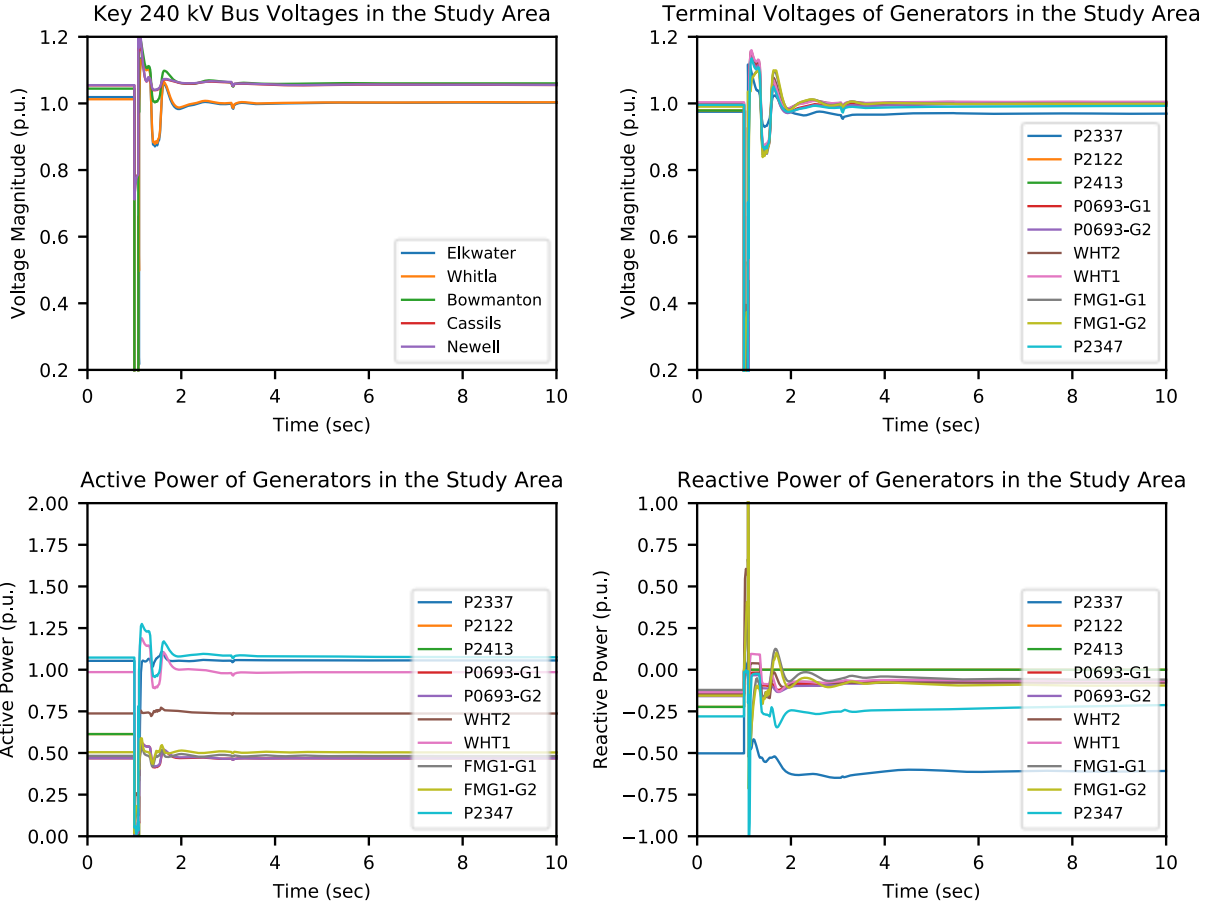 Key 240 kV Bus Voltages in the Study Area
1.2
1.0
0.8
0.6
0.4
0.2
Voltage Magnitude (p.u.)
Elkwater
Whitla
Bowmanton
Cassils
Newell
0 2 4 6 8 10
Time (sec)
Terminal Voltages of Generators in the Study Area
1.2
1.0
0.8
0.6
0.4
0.2
Voltage Magnitude (p.u.)
P2337
P2122
P2413
P0693-G1
P0693-G2
WHT2
WHT1
FMG1-G1
FMG1-G2
P2347
0 2 4 6 8 10
Time (sec)
Active Power of Generators in the Study Area
2.00
1.75
1.50
1.25
1.00
0.75
0.50
0.25
0.00
Active Power (p.u.)
P2337
P2122
P2413
P0693-G1
P0693-G2
WHT2
WHT1
FMG1-G1
FMG1-G2
P2347
0 2 4 6 8 10
Time (sec)
Reactive Power of Generators in the Study Area
1.00
0.75
0.50
0.25
0.00
−0.25
−0.50
−0.75
−1.00
Reactive Power (p.u.)
P2337
P2122
P2413
P0693-G1
P0693-G2
WHT2
WHT1
FMG1-G1
FMG1-G2
P2347
0 2 4 6 8 10
Time (sec)